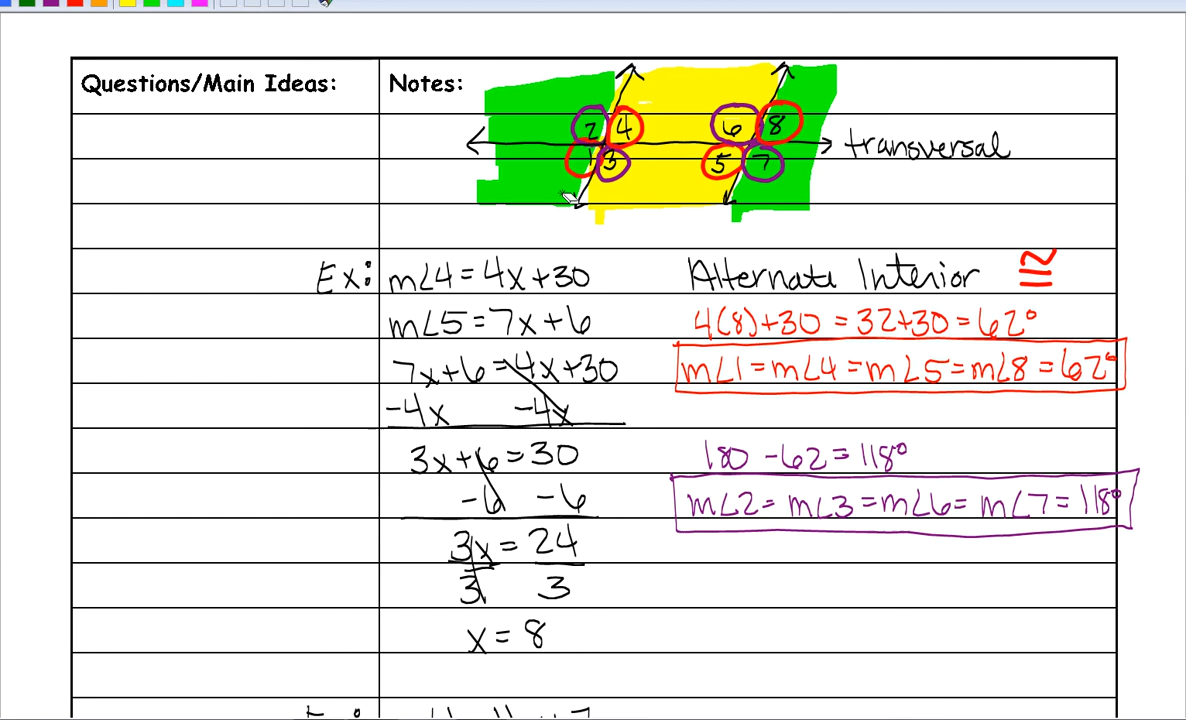 Questions/Main Ideas:
Notes:
2 4 6 8
1 3 5 7
transversal
Ex: m∠4 = 4x+30
Alternate Interior ≅
m∠5 = 7x+6
4(8)+30 = 32+30 = 62°
7x+6 = 4x+30
m∠1 = m∠4 = m∠5 = m∠8 = 62°
-4x -4x
3x+6 = 30
180 - 62 = 118°
-6 -6
m∠2 = m∠3 = m∠6 = m∠7 = 118°
3x = 24
3 3
x = 8